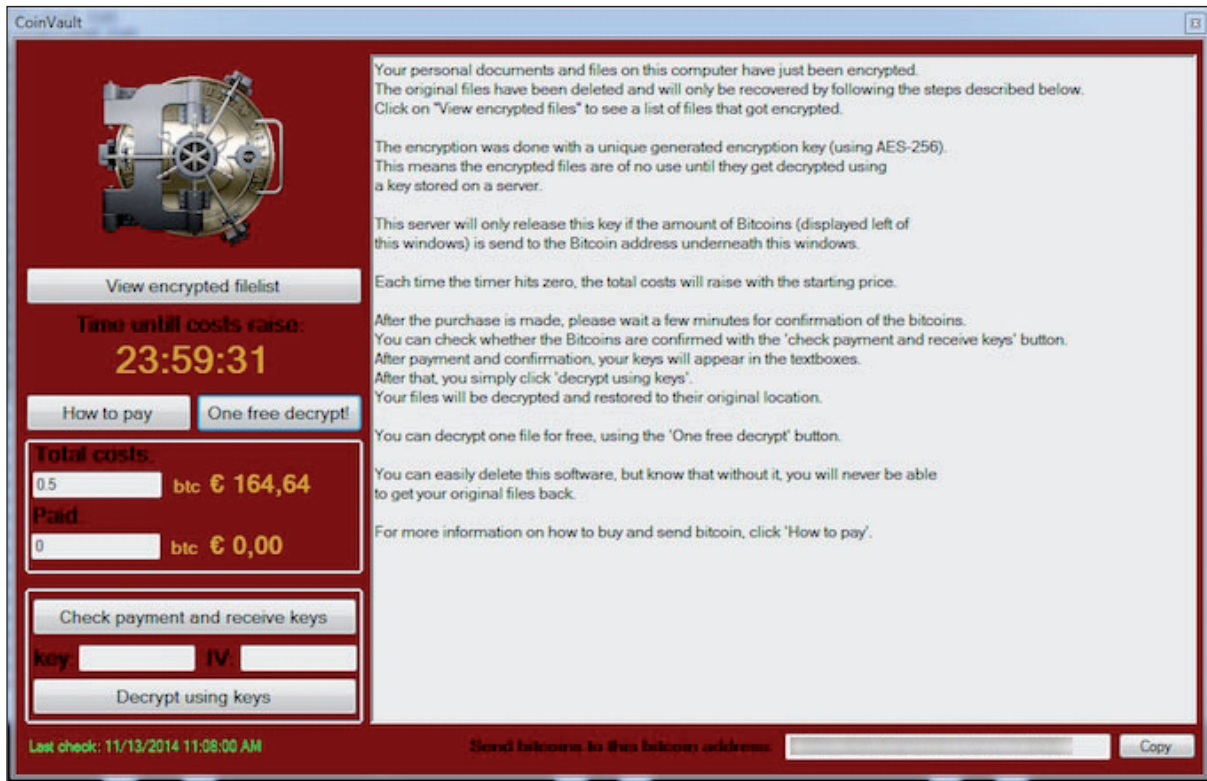 CoinVault
Your personal documents and files on this computer have just been encrypted.
The original files have been deleted and will only be recovered by following the steps described below.
Click on "View encrypted files" to see a list of files that got encrypted.
The encryption was done with a unique generated encryption key (using AES-256).
This means the encrypted files are of no use until they get decrypted using
a key stored on a server.
This server will only release this key if the amount of Bitcoins (displayed left of
this windows) is send to the Bitcoin address underneath this windows.
Each time the timer hits zero, the total costs will raise with the starting price.
After the purchase is made, please wait a few minutes for confirmation of the bitcoins.
You can check whether the Bitcoins are confirmed with the 'check payment and receive keys' button.
After payment and confirmation, your keys will appear in the textboxes.
After that, you simply click 'decrypt using keys'.
Your files will be decrypted and restored to their original location.
You can decrypt one file for free, using the 'One free decrypt' button.
You can easily delete this software, but know that without it, you will never be able
to get your original files back.
For more information on how to buy and send bitcoin, click 'How to pay'.
View encrypted filelist
Time untill costs raise:
23:59:31
How to pay
One free decrypt!
Total costs:
0.5 btc € 164,64
Paid:
0 btc € 0,00
Check payment and receive keys
key: IV:
Decrypt using keys
Last check: 11/13/2014 11:08:00 AM
Send bitcoins to this bitcoin address:
Copy